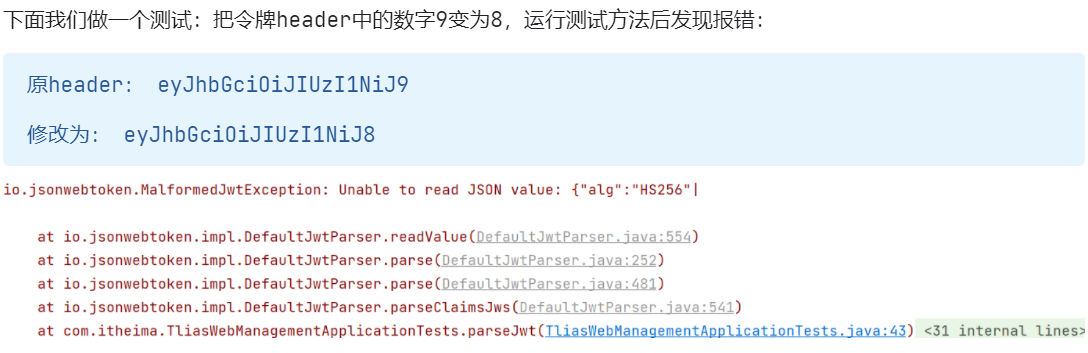 下面我们做一个测试：把令牌header中的数字9变为8，运行测试方法后发现报错：
原header： eyJhbGciOiJIUzI1NiJ9
修改为： eyJhbGciOiJIUzI1NiJ8
io.jsonwebtoken.MalformedJwtException: Unable to read JSON value: {"alg":"HS256"|
at io.jsonwebtoken.impl.DefaultJwtParser.readValue(DefaultJwtParser.java:554)
at io.jsonwebtoken.impl.DefaultJwtParser.parse(DefaultJwtParser.java:252)
at io.jsonwebtoken.impl.DefaultJwtParser.parse(DefaultJwtParser.java:481)
at io.jsonwebtoken.impl.DefaultJwtParser.parseClaimsJws(DefaultJwtParser.java:541)
at com.itheima.TliasWebManagementApplicationTests.parseJwt(TliasWebManagementApplicationTests.java:43) <31 internal lines>